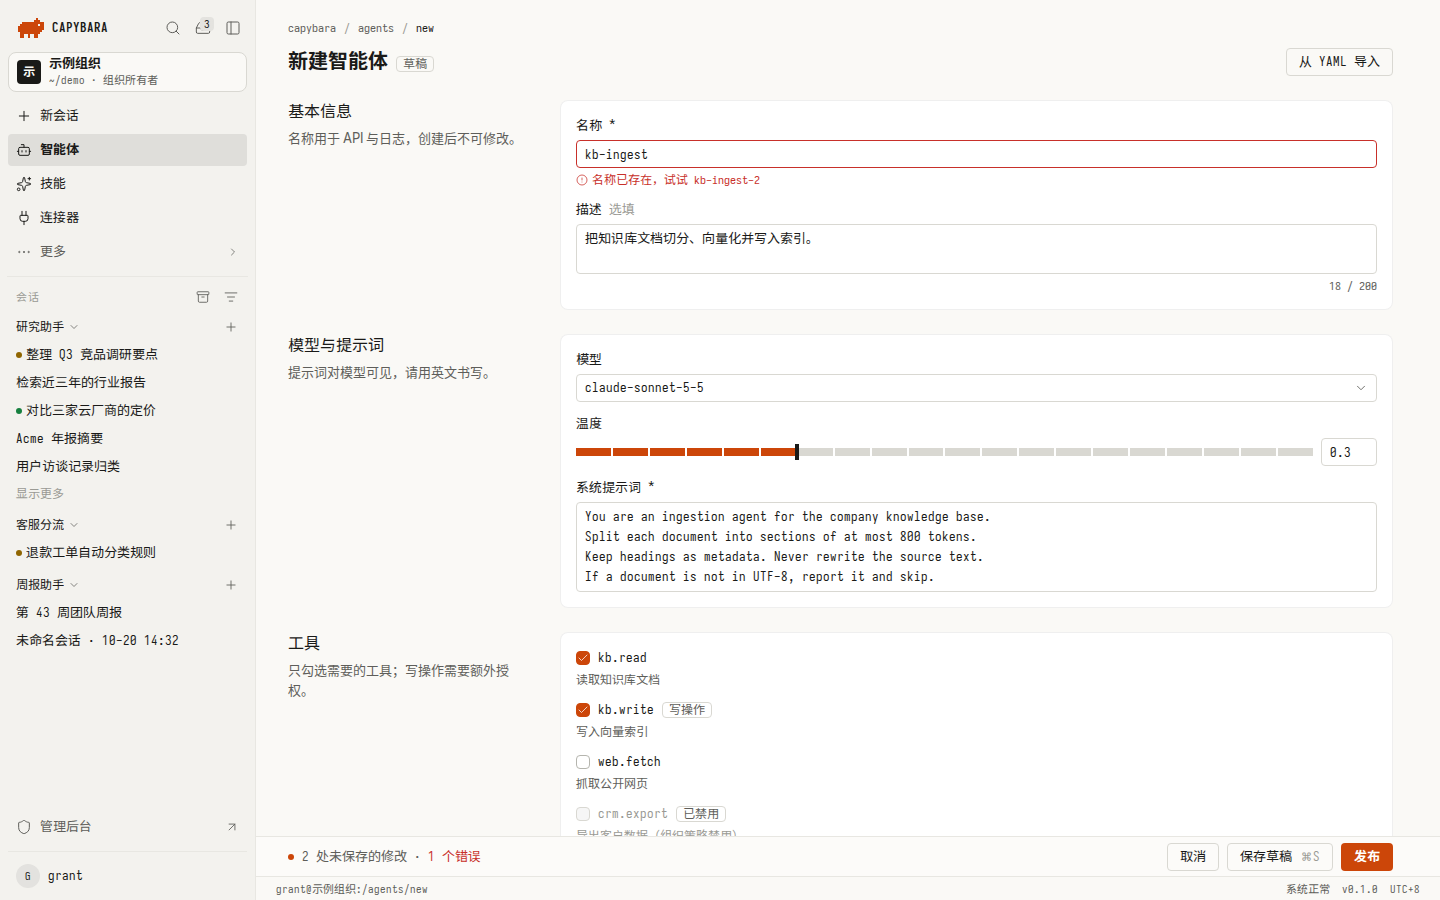 CAPYBARA
3
示
示例组织
~/demo · 组织所有者
新会话
智能体
技能
连接器
更多
会话
研究助手
整理 Q3 竞品调研要点
检索近三年的行业报告
对比三家云厂商的定价
Acme 年报摘要
用户访谈记录归类
显示更多
客服分流
退款工单自动分类规则
周报助手
第 43 周团队周报
未命名会话 · 10-20 14:32
管理后台
G
grant
capybara / agents / new
新建智能体 草稿
从 YAML 导入
基本信息
名称用于 API 与日志，创建后不可修改。
名称 *
kb-ingest
名称已存在，试试 kb-ingest-2
描述 选填
把知识库文档切分、向量化并写入索引。
18 / 200
模型与提示词
提示词对模型可见，请用英文书写。
模型
claude-sonnet-5-5
温度
0.3
系统提示词 *
You are an ingestion agent for the company knowledge base.
Split each document into sections of at most 800 tokens.
Keep headings as metadata. Never rewrite the source text.
If a document is not in UTF-8, report it and skip.
工具
只勾选需要的工具；写操作需要额外授
权。
kb.read
读取知识库文档
kb.write 写操作
写入向量索引
web.fetch
抓取公开网页
crm.export 已禁用
导出客户数据（组织策略禁用）
2 处未保存的修改 · 1 个错误
取消
保存草稿 ⌘S
发布
grant@示例组织:/agents/new
系统正常 v0.1.0 UTC+8